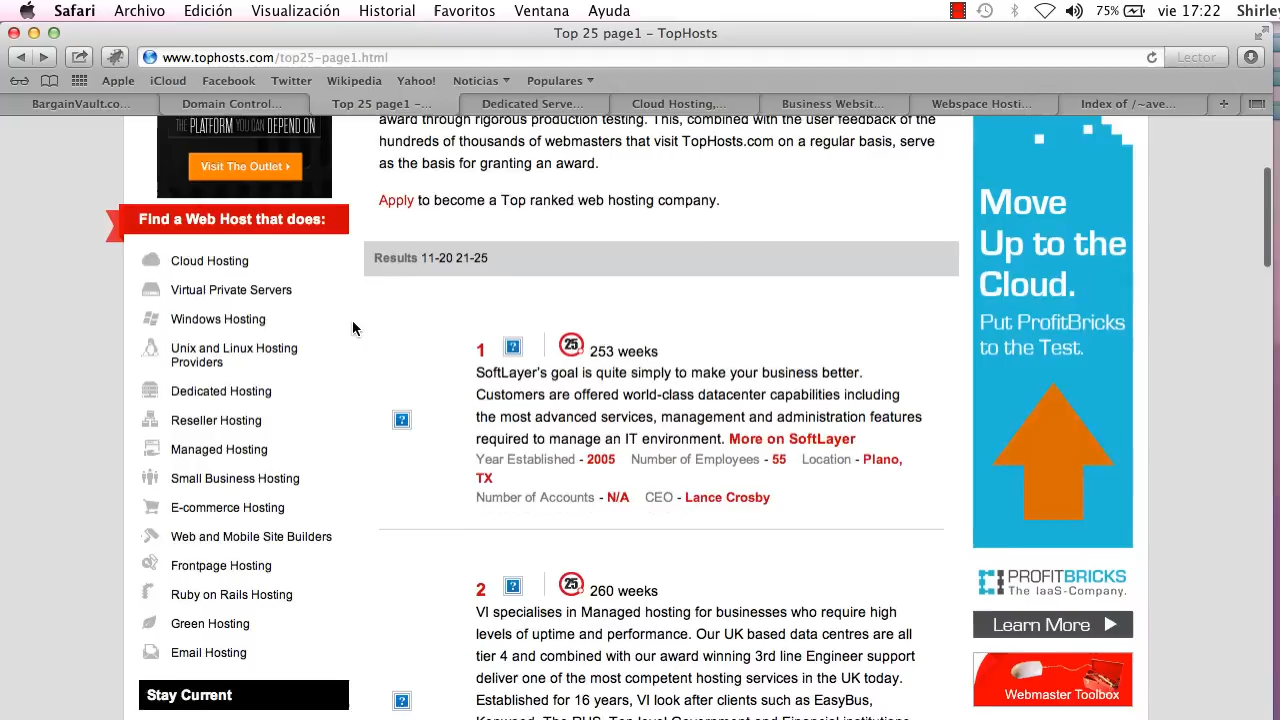 Safari Archivo Edición Visualización Historial Favoritos Ventana Ayuda 75% vie 17:22 Shirley
Top 25 page1 – TopHosts
www.tophosts.com/top25-page1.html Lector
Apple iCloud Facebook Twitter Wikipedia Yahoo! Noticias Populares
BargainVault.co... Domain Control... Top 25 page1 –... Dedicated Serve... Cloud Hosting,... Business Websit... Webspace Hosti... Index of /~ave... +
THE PLATFORM YOU CAN DEPEND ON
Visit The Outlet
Find a Web Host that does:
Cloud Hosting
Virtual Private Servers
Windows Hosting
Unix and Linux Hosting
Providers
Dedicated Hosting
Reseller Hosting
Managed Hosting
Small Business Hosting
E-commerce Hosting
Web and Mobile Site Builders
Frontpage Hosting
Ruby on Rails Hosting
Green Hosting
Email Hosting
Stay Current
award through rigorous production testing. This, combined with the user feedback of the
hundreds of thousands of webmasters that visit TopHosts.com on a regular basis, serve
as the basis for granting an award.
Apply to become a Top ranked web hosting company.
Results 11-20 21-25
1 ? 25 253 weeks
SoftLayer's goal is quite simply to make your business better.
Customers are offered world-class datacenter capabilities including
? the most advanced services, management and administration features
required to manage an IT environment. More on SoftLayer
Year Established - 2005 Number of Employees - 55 Location - Plano,
TX
Number of Accounts - N/A CEO - Lance Crosby
2 ? 25 260 weeks
VI specialises in Managed hosting for businesses who require high
levels of uptime and performance. Our UK based data centres are all
tier 4 and combined with our award winning 3rd line Engineer support
deliver one of the most competent hosting services in the UK today.
? Established for 16 years, VI look after clients such as EasyBus,
Kenwood, The RHS, Top level Government and Financial institutions
Move
Up to the
Cloud.
Put ProfitBricks
to the Test.
PROFITBRICKS
The IaaS-Company.
Learn More
Webmaster Toolbox